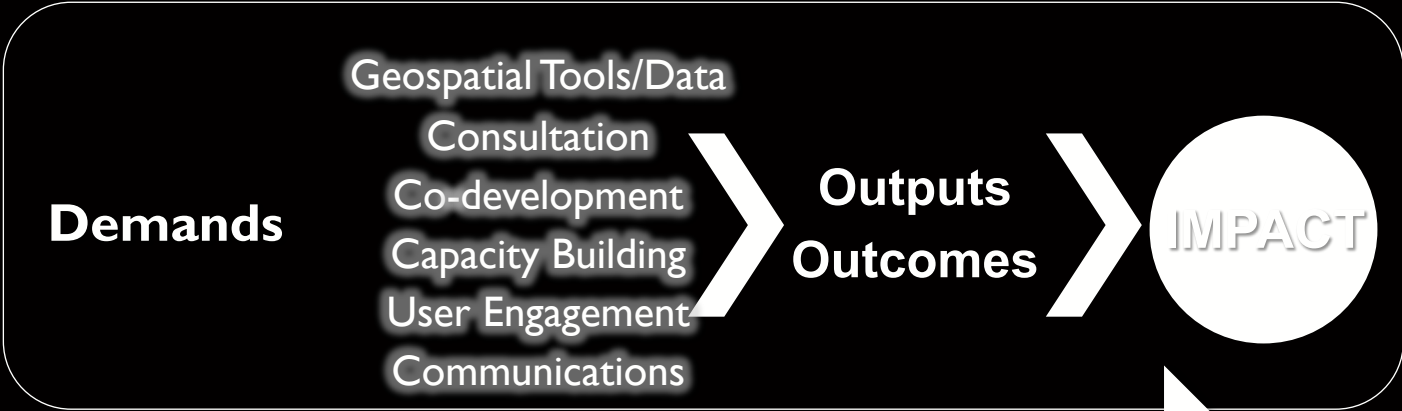 Demands
Geospatial Tools/Data
Consultation
Co-development
Capacity Building
User Engagement
Communications
Outputs
Outcomes
IMPACT